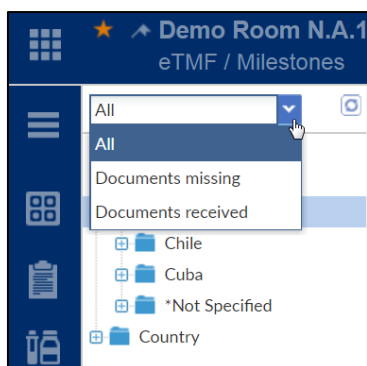 Demo Room N.A.1
eTMF / Milestones
All
All
Documents missing
Documents received
Chile
Cuba
*Not Specified
Country